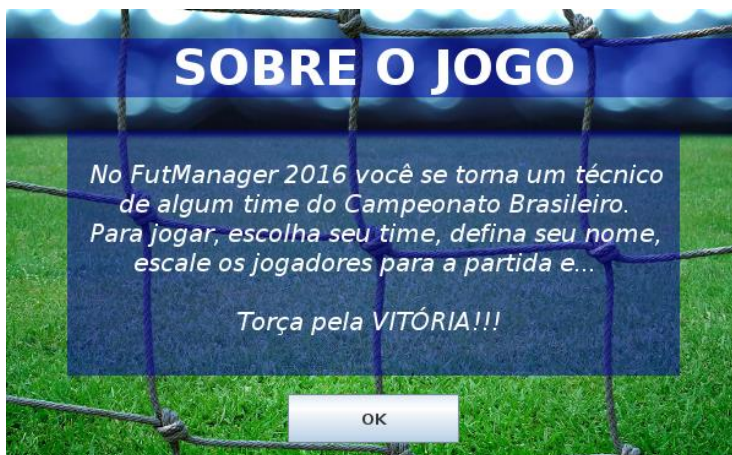 SOBRE O JOGO
No FutManager 2016 você se torna um técnico
de algum time do Campeonato Brasileiro.
Para jogar, escolha seu time, defina seu nome,
escale os jogadores para a partida e...
Torça pela VITÓRIA!!!
OK